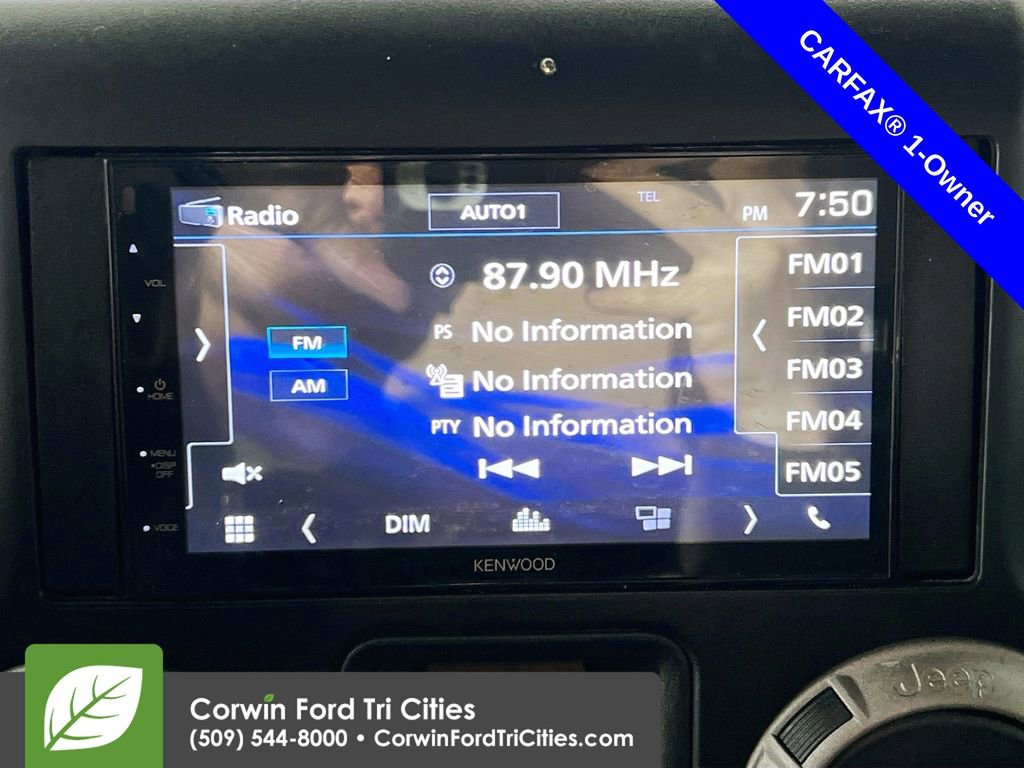 CARFAX® 1-Owner
Radio
AUTO1
TEL
PM 7:50
VOL
HOME
MENU
•DISP
OFF
VOICE
87.90 MHz
FM
AM
PS No Information
No Information
PTY No Information
FM01
FM02
FM03
FM04
FM05
DIM
KENWOOD
Jeep
Corwin Ford Tri Cities
(509) 544-8000 • CorwinFordTriCities.com